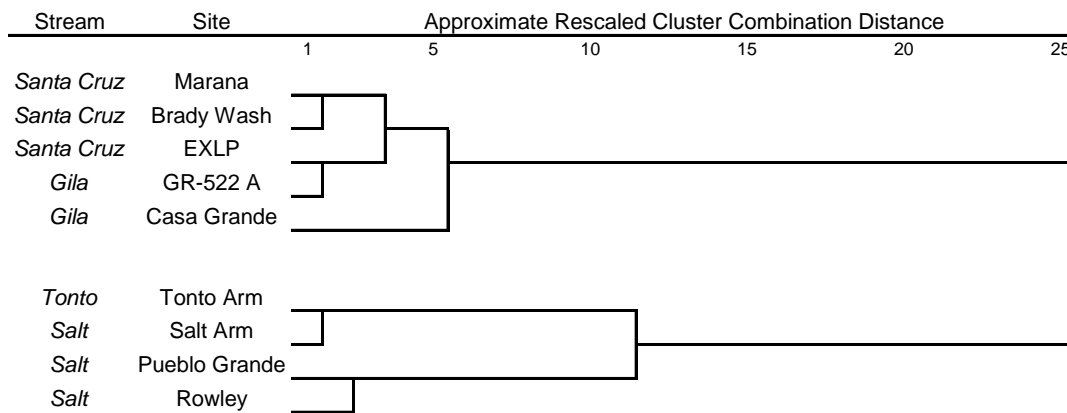 Stream Site Approximate Rescaled Cluster Combination Distance
1 5 10 15 20 25
Santa Cruz Marana
Santa Cruz Brady Wash
Santa Cruz EXLP
Gila GR-522 A
Gila Casa Grande
Tonto Tonto Arm
Salt Salt Arm
Salt Pueblo Grande
Salt Rowley